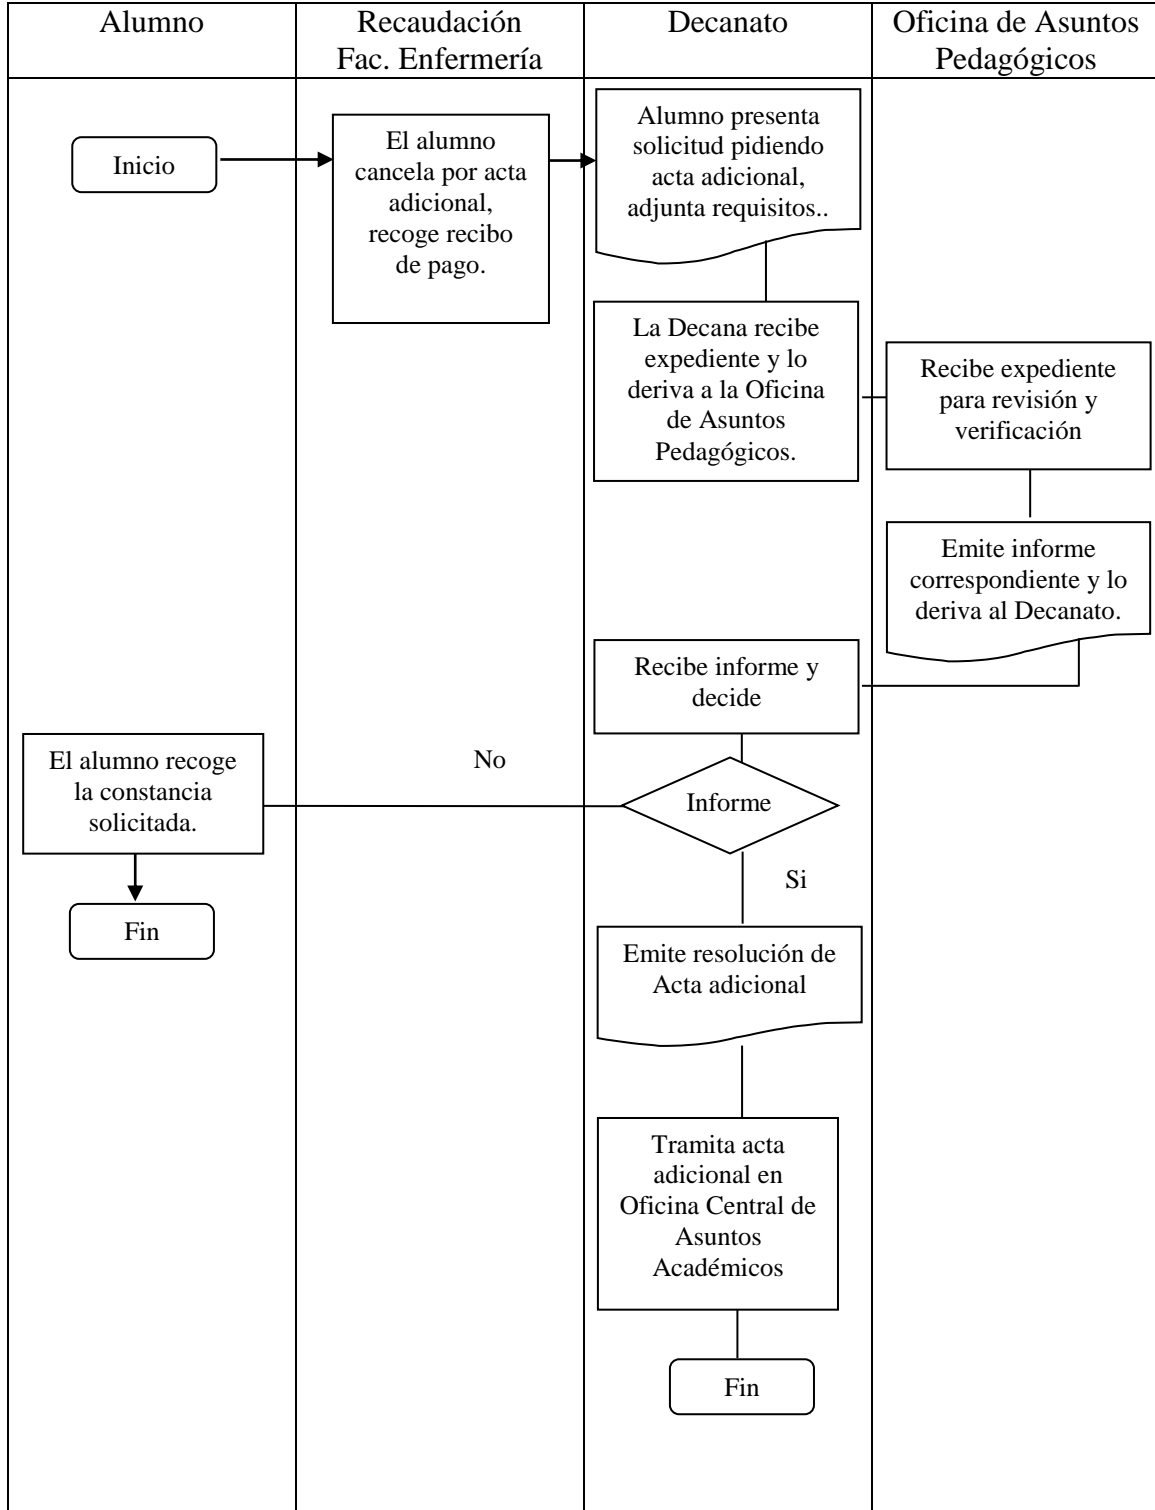 Alumno
Recaudación
Fac. Enfermería
Decanato
Oficina de Asuntos
Pedagógicos
Inicio
El alumno
cancela por acta
adicional,
recoge recibo
de pago.
Alumno presenta
solicitud pidiendo
acta adicional,
adjunta requisitos..
La Decana recibe
expediente y lo
deriva a la Oficina
de Asuntos
Pedagógicos.
Recibe expediente
para revisión y
verificación
Emite informe
correspondiente y lo
deriva al Decanato.
Recibe informe y
decide
Informe
No
El alumno recoge
la constancia
solicitada.
Fin
Si
Emite resolución de
Acta adicional
Tramita acta
adicional en
Oficina Central de
Asuntos
Académicos
Fin